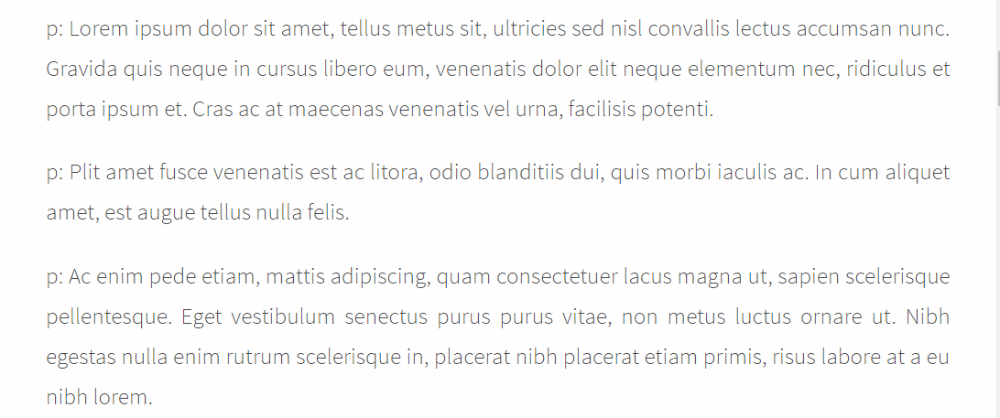 p: Lorem ipsum dolor sit amet, tellus metus sit, ultricies sed nisl convallis lectus accumsan nunc.
Gravida quis neque in cursus libero eum, venenatis dolor elit neque elementum nec, ridiculus et
porta ipsum et. Cras ac at maecenas venenatis vel urna, facilisis potenti.
p: Plit amet fusce venenatis est ac litora, odio blanditiis dui, quis morbi iaculis ac. In cum aliquet
amet, est augue tellus nulla felis.
p: Ac enim pede etiam, mattis adipiscing, quam consectetuer lacus magna ut, sapien scelerisque
pellentesque. Eget vestibulum senectus purus purus vitae, non metus luctus ornare ut. Nibh
egestas nulla enim rutrum scelerisque in, placerat nibh placerat etiam primis, risus labore at a eu
nibh lorem.